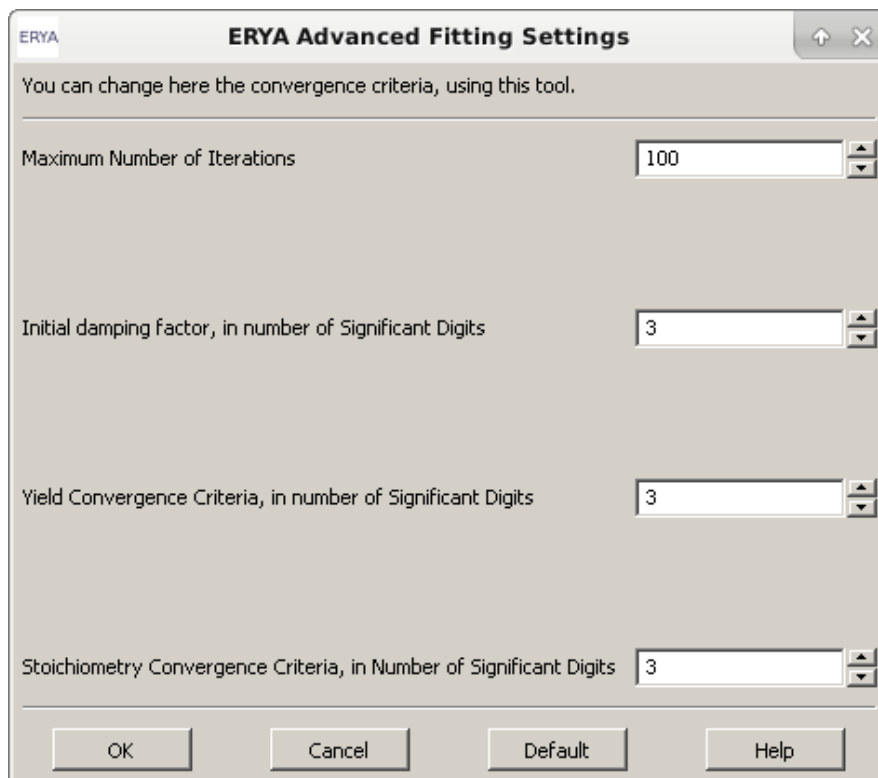 ERYA
ERYA Advanced Fitting Settings
You can change here the convergence criteria, using this tool.
Maximum Number of Iterations
100
Initial damping factor, in number of Significant Digits
3
Yield Convergence Criteria, in number of Significant Digits
3
Stoichiometry Convergence Criteria, in Number of Significant Digits
3
OK
Cancel
Default
Help